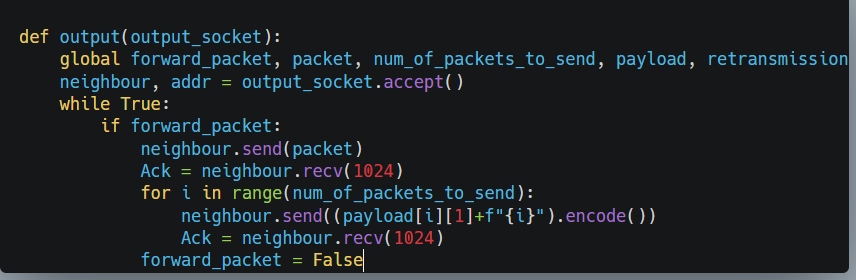 def output(output_socket):
    global forward_packet, packet, num_of_packets_to_send, payload, retransmission
    neighbour, addr = output_socket.accept()
    while True:
        if forward_packet:
            neighbour.send(packet)
            Ack = neighbour.recv(1024)
            for i in range(num_of_packets_to_send):
                neighbour.send((payload[i][1]+f"{i}").encode())
                Ack = neighbour.recv(1024)
            forward_packet = False